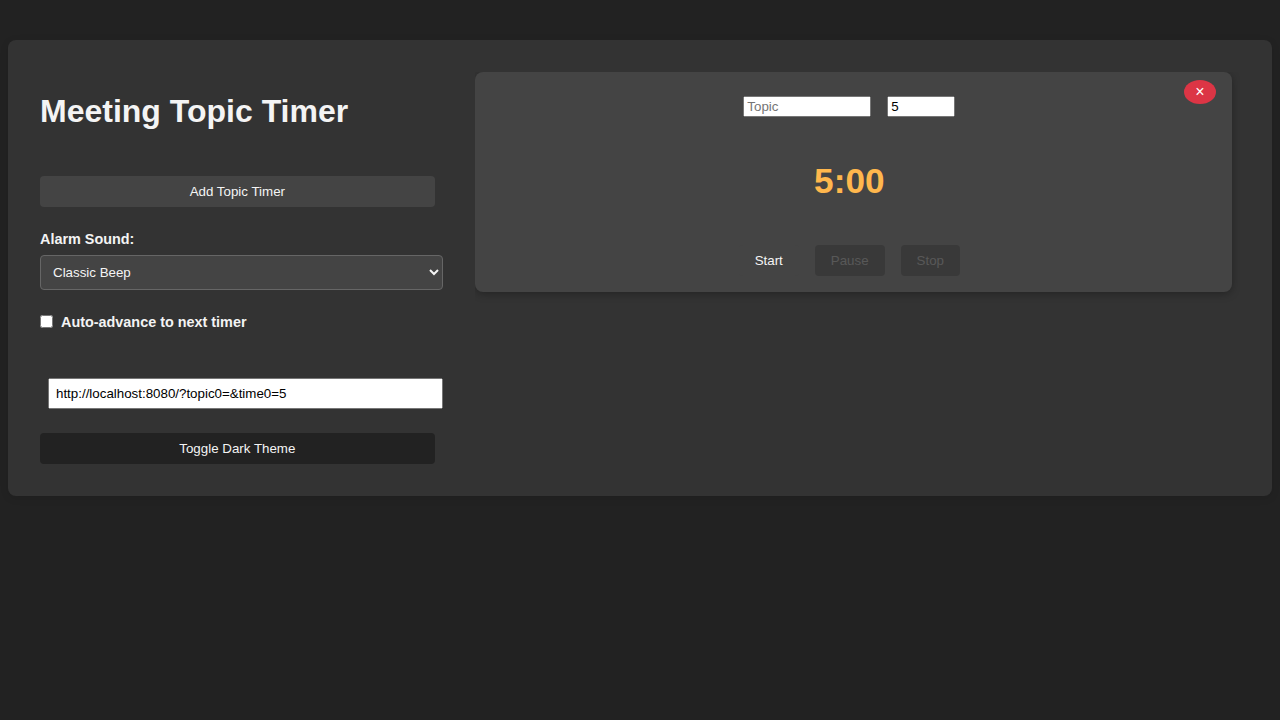 Meeting Topic Timer
Add Topic Timer
Alarm Sound:
Classic Beep
Auto-advance to next timer
http://localhost:8080/?topic0=&time0=5
Toggle Dark Theme
×
Topic 5
5:00
Start Pause Stop